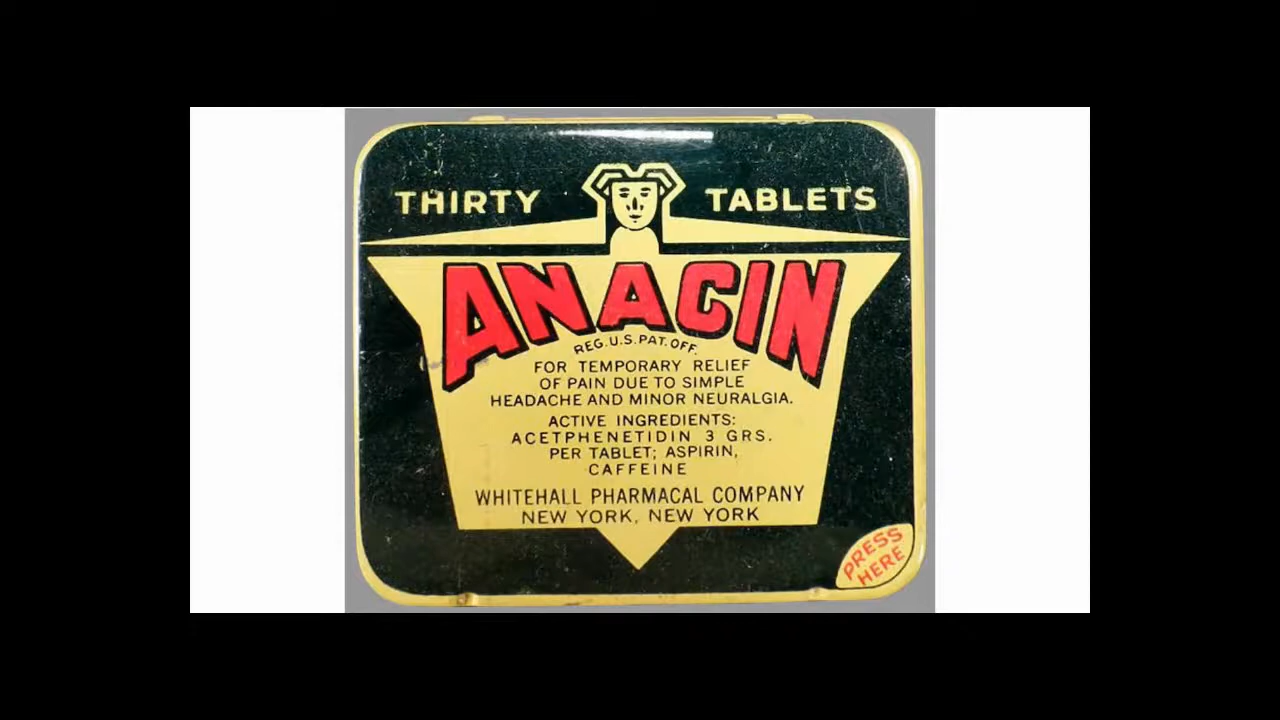 THIRTY TABLETS
ANACIN
REG. U.S. PAT. OFF.
FOR TEMPORARY RELIEF
OF PAIN DUE TO SIMPLE
HEADACHE AND MINOR NEURALGIA.
ACTIVE INGREDIENTS:
ACETPHENETIDIN 3 GRS.
PER TABLET; ASPIRIN,
CAFFEINE
WHITEHALL PHARMACAL COMPANY
NEW YORK, NEW YORK
PRESS
HERE